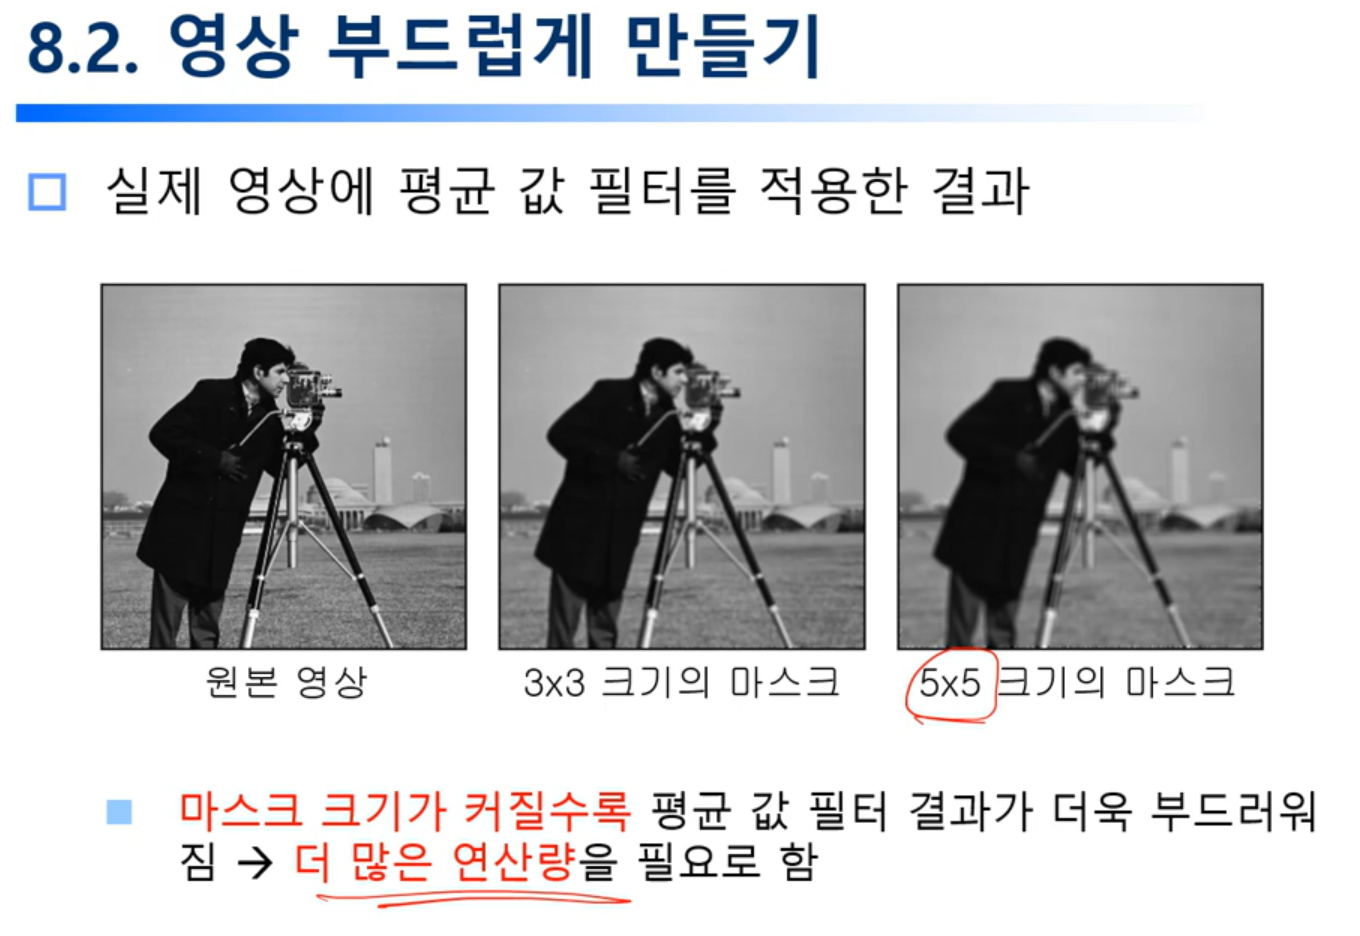 8.2. 영상 부드럽게 만들기
실제 영상에 평균 값 필터를 적용한 결과
원본 영상
3x3 크기의 마스크
5x5 크기의 마스크
마스크 크기가 커질수록 평균 값 필터 결과가 더욱 부드러워
짐 → 더 많은 연산량을 필요로 함